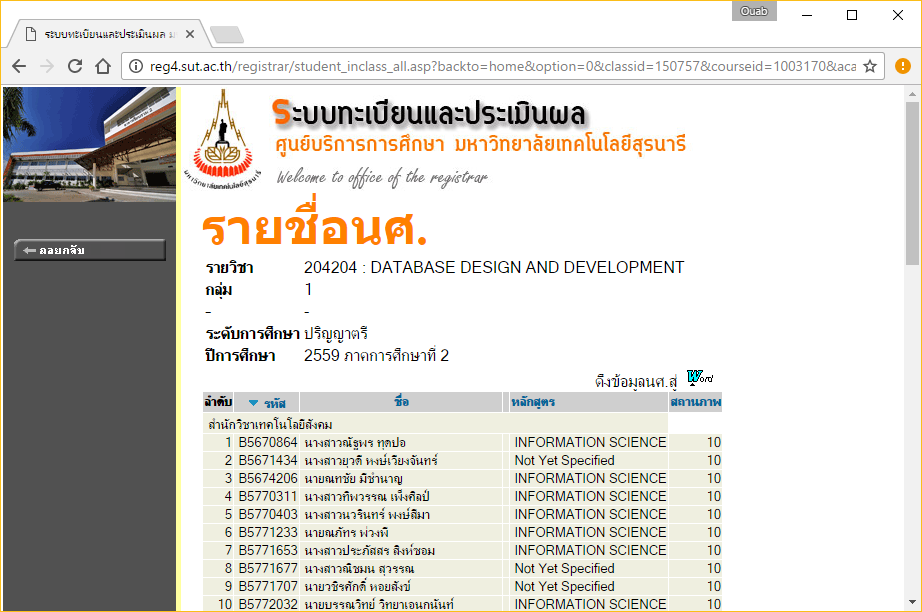 Ouab
ระบบทะเบียนและประเมินผล ม
reg4.sut.ac.th/registrar/student_inclass_all.asp?backto=home&option=0&classid=150757&courseid=1003170&aca
ระบบทะเบียนและประเมินผล
ศูนย์บริการการศึกษา มหาวิทยาลัยเทคโนโลยีสุรนารี
Welcome to office of the registrar
มหาวิทยาลัยเทคโนโลยีสุรนารี
ถอยกลับ
รายชื่อนศ.
รายวิชา 204204 : DATABASE DESIGN AND DEVELOPMENT
กลุ่ม 1
- -
ระดับการศึกษา ปริญญาตรี
ปีการศึกษา 2559 ภาคการศึกษาที่ 2
ดึงข้อมูลนศ.สู่ Word
ลำดับ รหัส ชื่อ หลักสูตร สถานภาพ
สำนักวิชาเทคโนโลยีสังคม
1 B5670864 นางสาวณัฐพร ทุดปอ INFORMATION SCIENCE 10
2 B5671434 นางสาวยุวดี หงษ์เวียงจันทร์ Not Yet Specified 10
3 B5674206 นายณทชัย มีชำนาญ INFORMATION SCIENCE 10
4 B5770311 นางสาวทิพวรรณ เพ็งศิลป์ INFORMATION SCIENCE 10
5 B5770403 นางสาวนวรินทร์ พงษ์สีมา INFORMATION SCIENCE 10
6 B5771233 นายณภัทร พ่วงพี INFORMATION SCIENCE 10
7 B5771653 นางสาวประภัสสร สิงห์ชอม INFORMATION SCIENCE 10
8 B5771677 นางสาวณิชมน สุวรรณ Not Yet Specified 10
9 B5771707 นายวชิรศักดิ์ หอยสังข์ Not Yet Specified 10
10 B5772032 นายบรรณวิทย์ วิทยาเอนกนันท์ INFORMATION SCIENCE 10